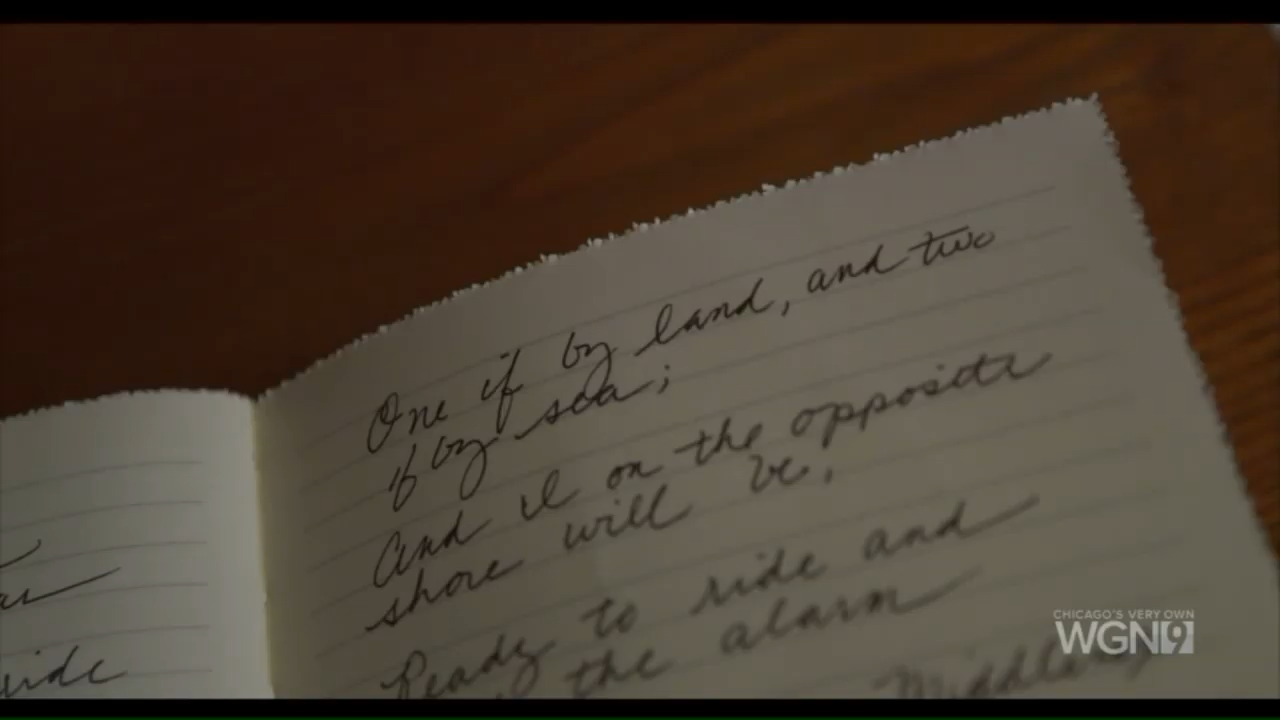 One if by land, and two
if by sea;
And I on the opposite
shore will be,
Ready to ride and
the alarm
CHICAGO'S VERY OWN
WGN9